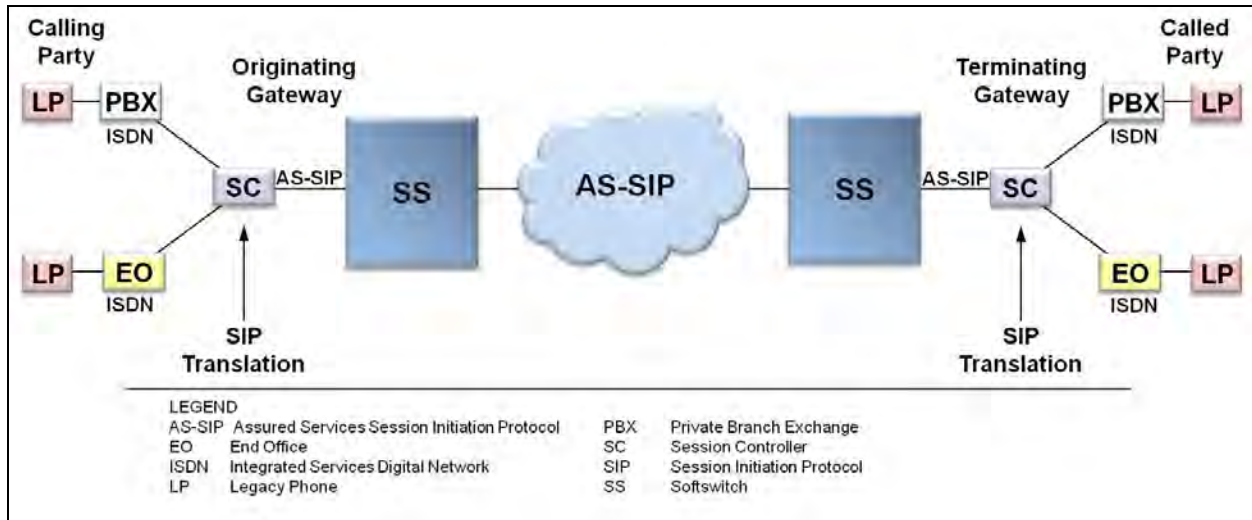 Calling
Party
Called
Party
Originating
Gateway
Terminating
Gateway
LP
PBX
ISDN
PBX
LP
ISDN
SC
AS-SIP
SS
AS-SIP
SS
AS-SIP
SC
LP
EO
ISDN
EO
LP
ISDN
SIP
Translation
SIP
Translation
LEGEND
AS-SIP Assured Services Session Initiation Protocol
EO End Office
ISDN Integrated Services Digital Network
LP Legacy Phone
PBX Private Branch Exchange
SC Session Controller
SIP Session Initiation Protocol
SS Softswitch